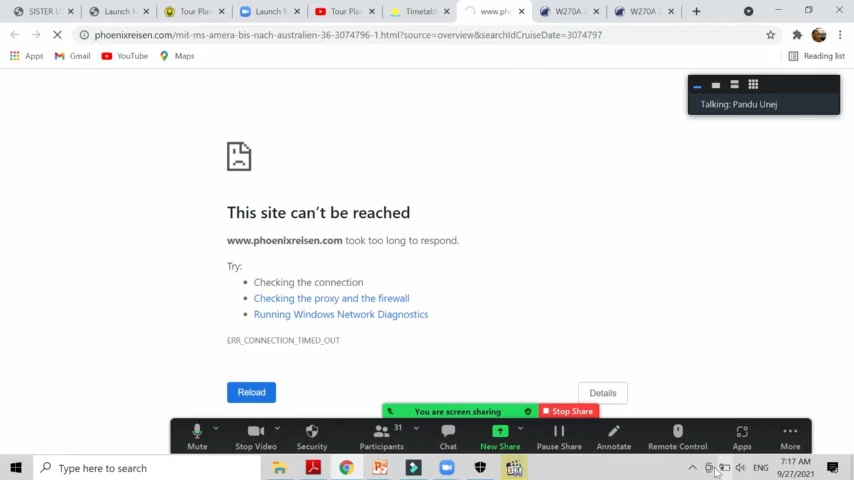 SISTER U
Launch M
Tour Plan
Launch M
Tour Plan
Timetabl
www.pho
W270A 2
W270A 2
phoenixreisen.com/mit-ms-amera-bis-nach-australien-36-3074796-1.html?source=overview&searchIdCruiseDate=3074797
Apps
Gmail
YouTube
Maps
Reading list
Talking: Pandu Unej
This site can't be reached
www.phoenixreisen.com took too long to respond.
Try:
Checking the connection
Checking the proxy and the firewall
Running Windows Network Diagnostics
ERR_CONNECTION_TIMED_OUT
Reload
Details
You are screen sharing
Stop Share
31
Mute
Stop Video
Security
Participants
Chat
New Share
Pause Share
Annotate
Remote Control
Apps
More
Type here to search
ENG
7:17 AM
9/27/2021